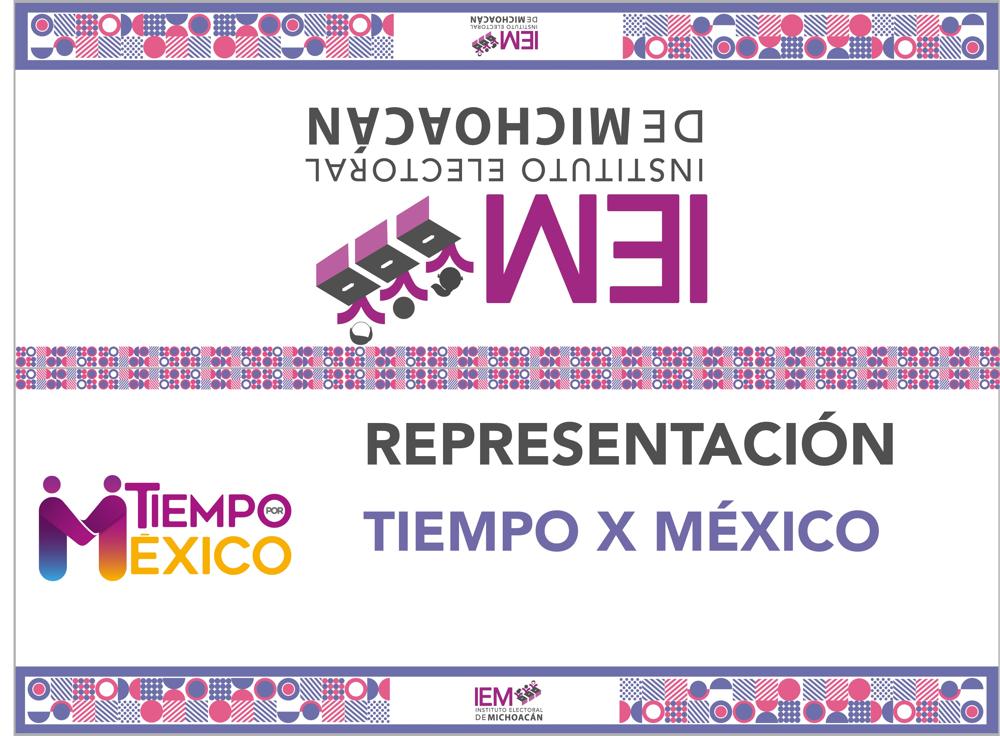 DE MICHOACÁN
INSTITUTO ELECTORAL
IEM
DE MICHOACÁN
INSTITUTO ELECTORAL
IEM
REPRESENTACIÓN
TIEMPO
POR
MÉXICO
TIEMPO X MÉXICO
IEM
INSTITUTO ELECTORAL
DE MICHOACÁN